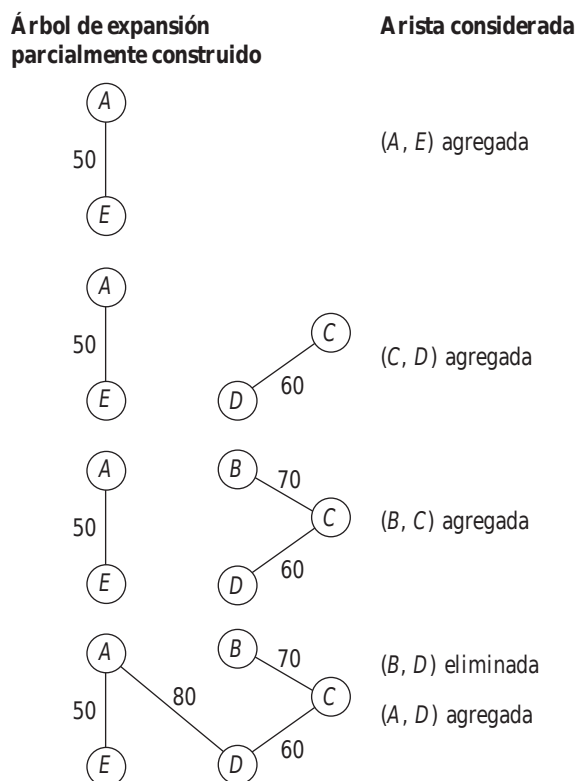 Árbol de expansión Arista considerada
parcialmente construido
A
50 (A, E) agregada
E
A
C
50 (C, D) agregada
60
E D
A B
70
50 C (B, C) agregada
60
E D
A B
70 (B, D) eliminada
80 C
50 (A, D) agregada
60
E D